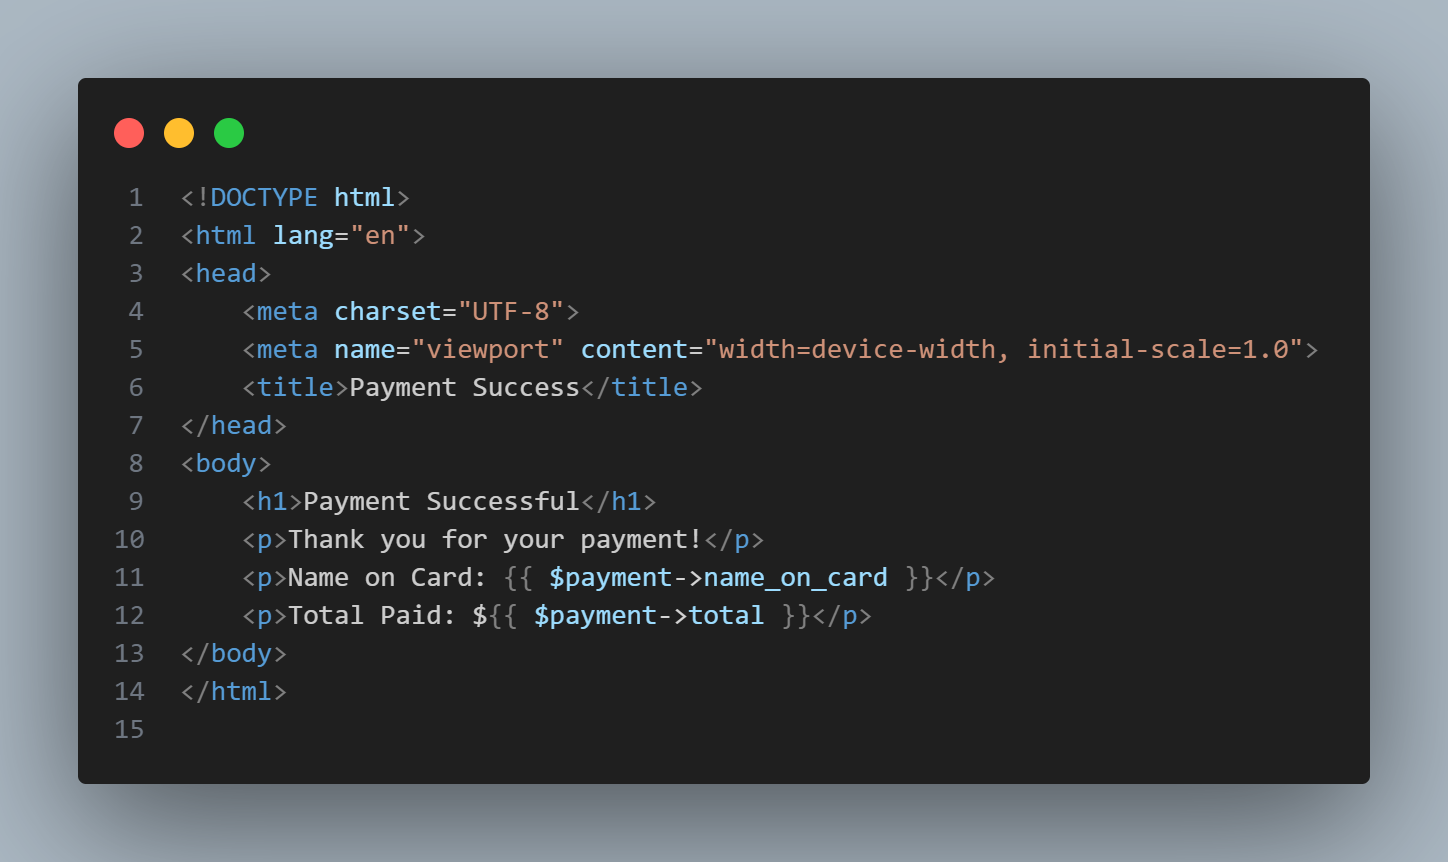 1 <!DOCTYPE html>
2 <html lang="en">
3 <head>
4     <meta charset="UTF-8">
5     <meta name="viewport" content="width=device-width, initial-scale=1.0">
6     <title>Payment Success</title>
7 </head>
8 <body>
9     <h1>Payment Successful</h1>
10     <p>Thank you for your payment!</p>
11     <p>Name on Card: {{ $payment->name_on_card }}</p>
12     <p>Total Paid: ${{ $payment->total }}</p>
13 </body>
14 </html>
15